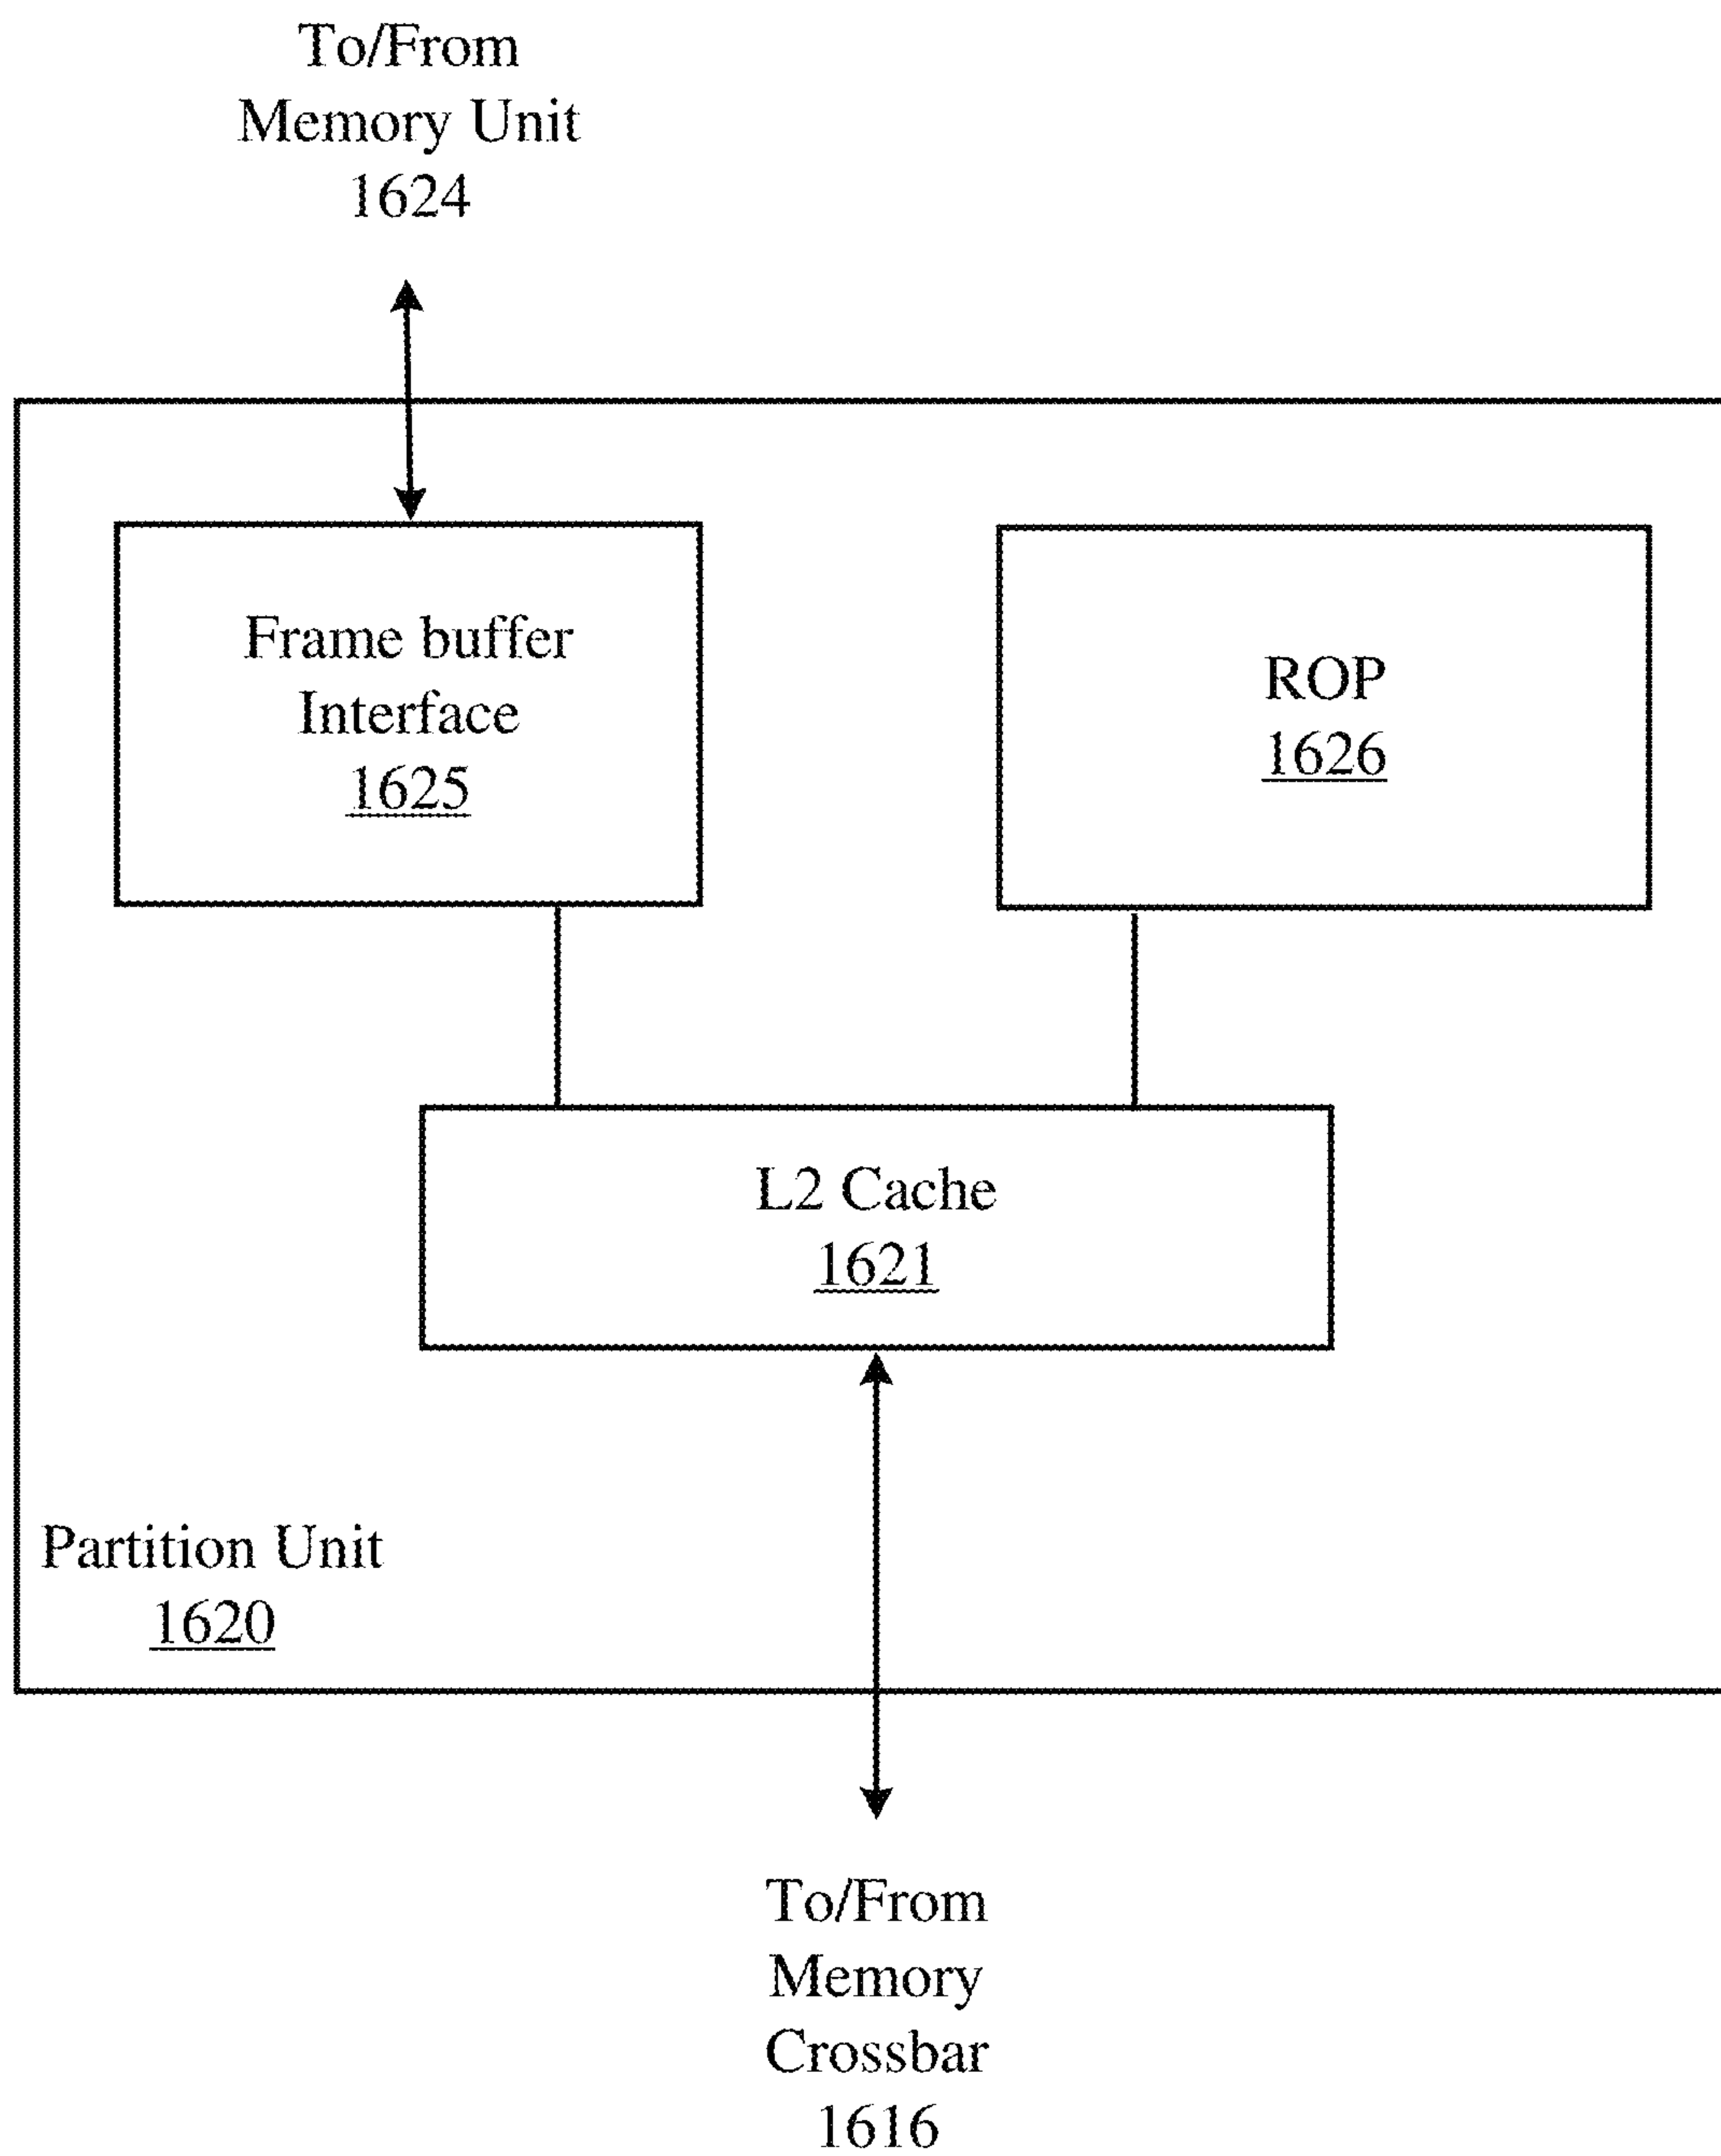 To/From
Memory Unit
1624
Frame buffer
Interface
1625
ROP
1626
L2 Cache
1621
Partition Unit
1620
To/From
Memory
Crossbar
1616